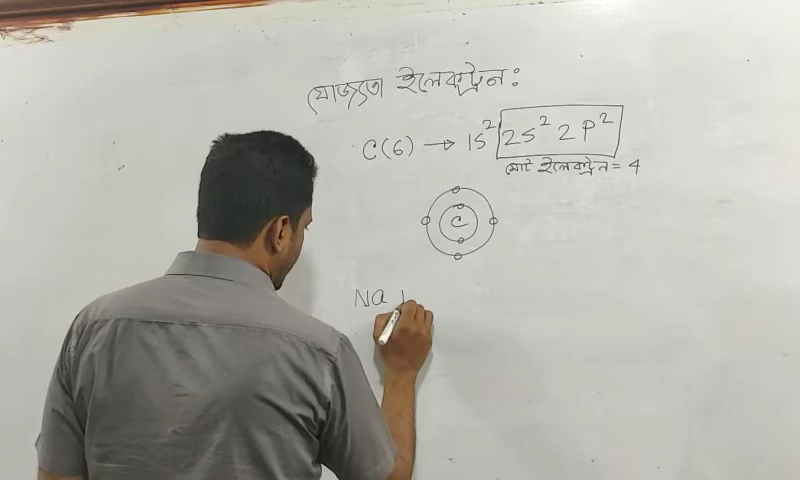 যোজ্যতা ইলেকট্রন:
C(6) → 1s² 2s² 2p²
মোট ইলেকট্রন = 4
C
Na